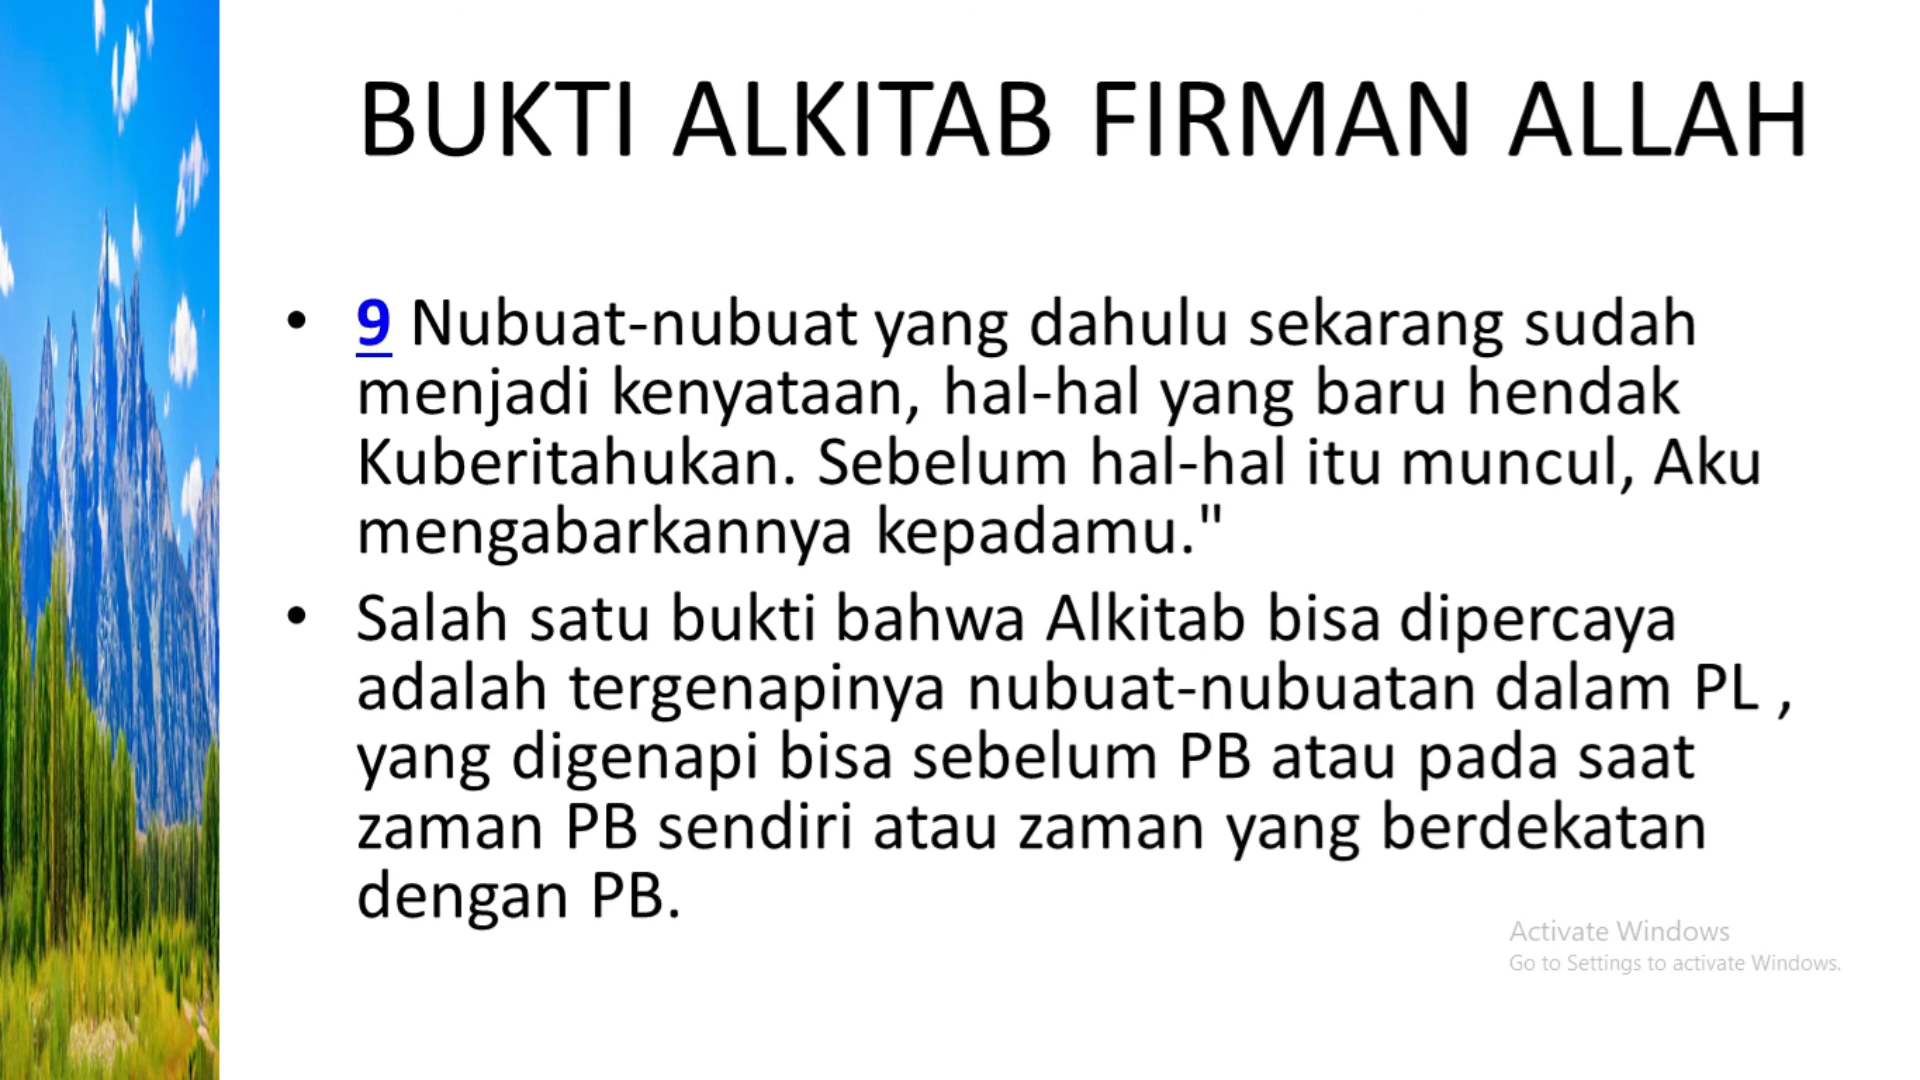 BUKTI ALKITAB FIRMAN ALLAH
• 9 Nubuat-nubuat yang dahulu sekarang sudah
menjadi kenyataan, hal-hal yang baru hendak
Kuberitahukan. Sebelum hal-hal itu muncul, Aku
mengabarkannya kepadamu."
• Salah satu bukti bahwa Alkitab bisa dipercaya
adalah tergenapinya nubuat-nubuatan dalam PL ,
yang digenapi bisa sebelum PB atau pada saat
zaman PB sendiri atau zaman yang berdekatan
dengan PB.
Activate Windows
Go to Settings to activate Windows.